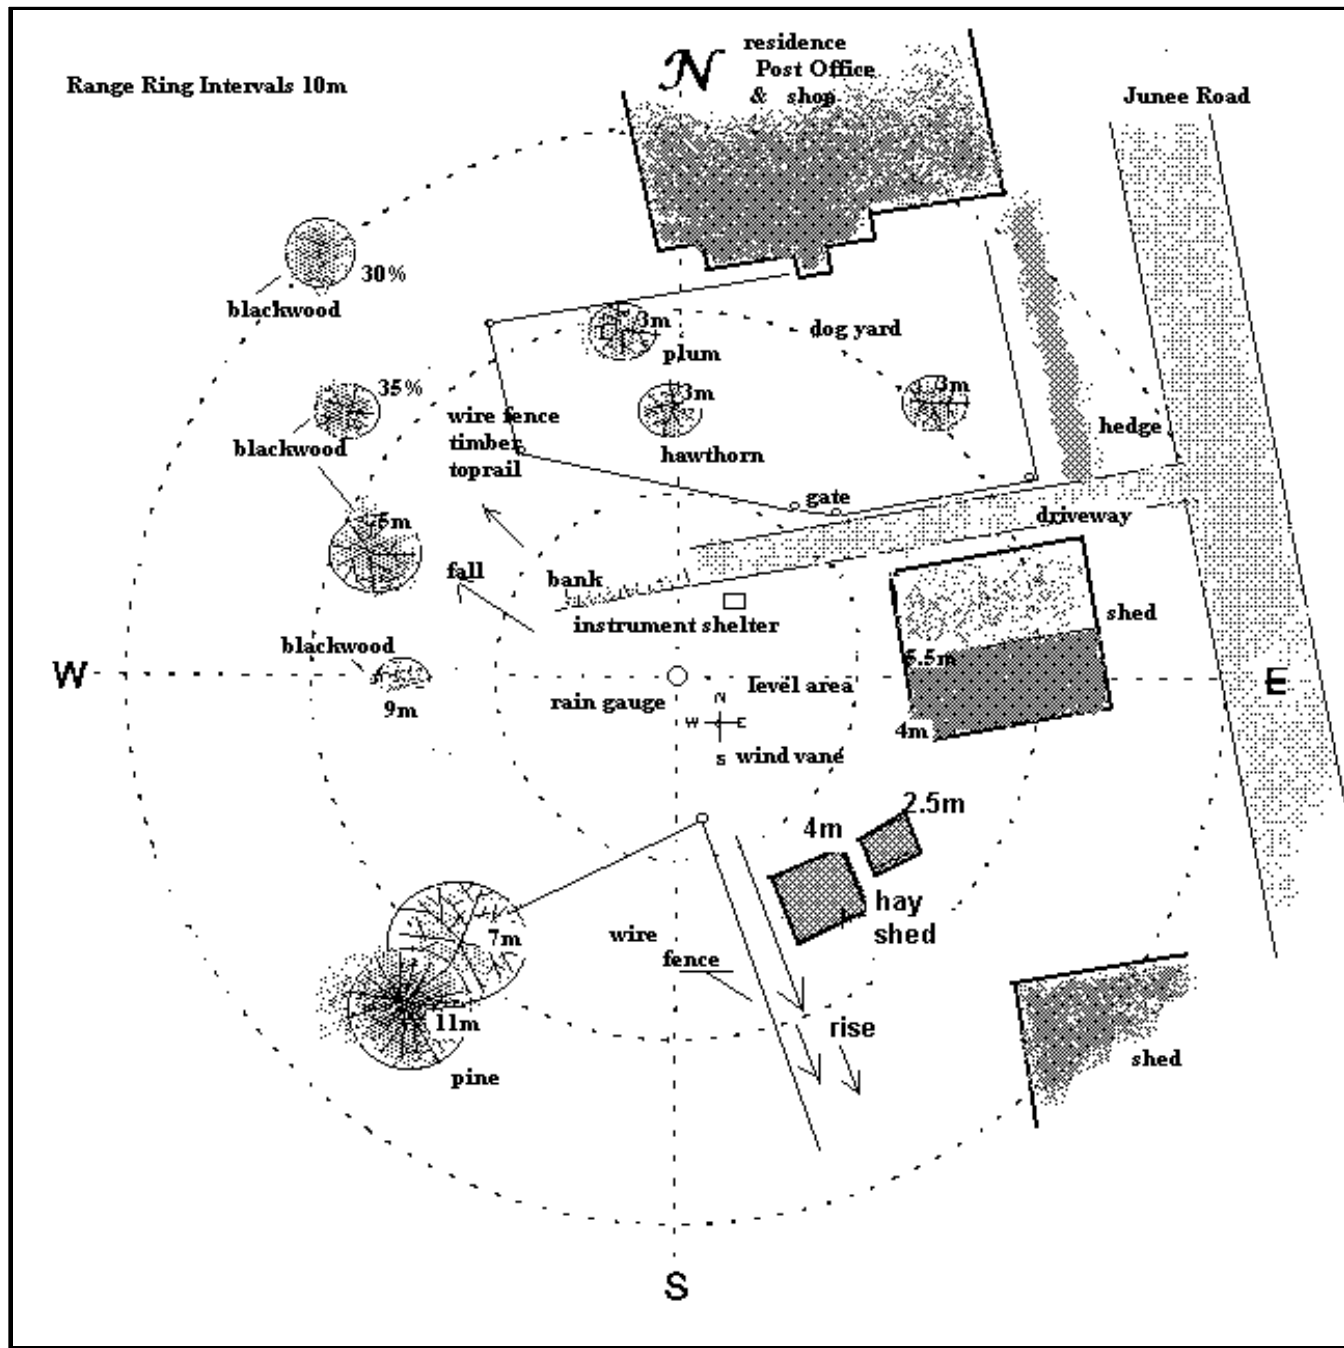 N
residence
Post Office
& shop
Range Ring Intervals 10m
Junee Road
30%
blackwood
3m
dog yard
plum
35%
3m
3m
wire fence
timber
toprail
hedge
blackwood
hawthorn
gate
5m
driveway
fall
bank
instrument shelter
shed
blackwood
5.5m
W
E
9m
rain gauge
level area
N
W E
S
4m
wind vane
2.5m
4m
hay
shed
7m
wire
fence
11m
rise
pine
shed
S